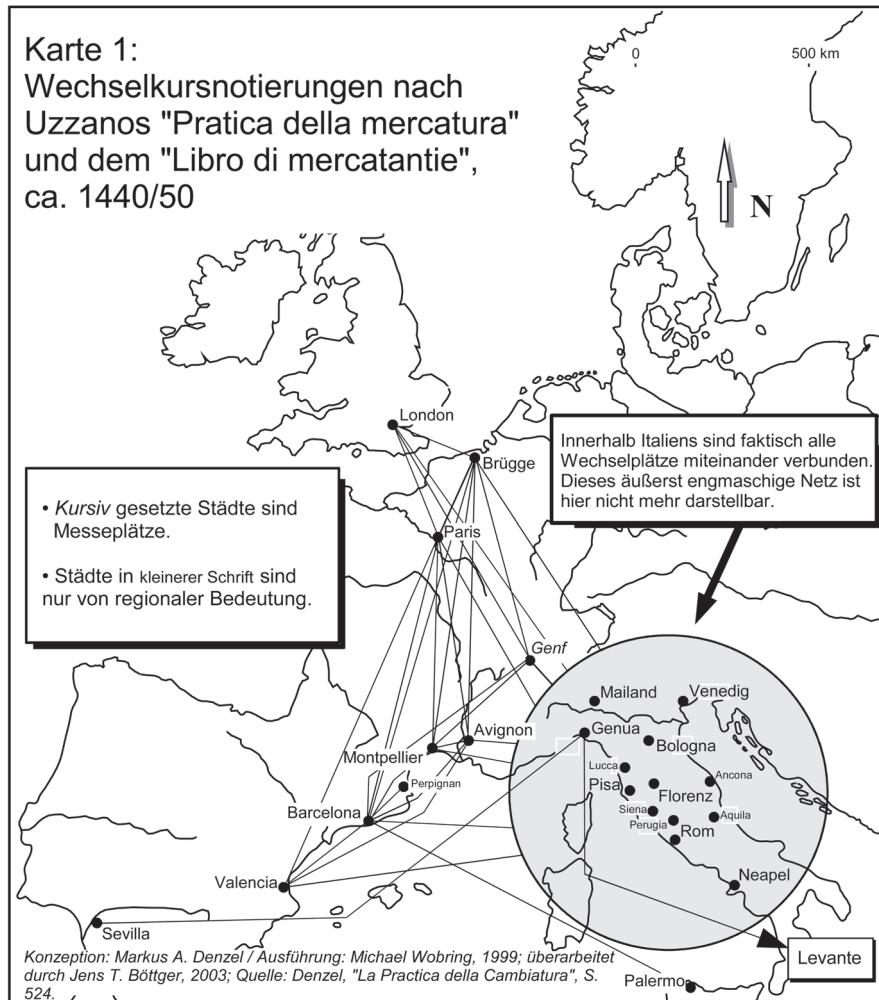 Karte 1:
Wechselkursnotierungen nach
Uzzanos "Pratica della mercatura"
und dem "Libro di mercatantie",
ca. 1440/50
0
500 km
N
London
Brügge
Innerhalb Italiens sind faktisch alle
Wechselplätze miteinander verbunden.
Dieses äußerst engmaschige Netz ist
hier nicht mehr darstellbar.
• Kursiv gesetzte Städte sind
Messeplätze.
• Städte in kleinerer Schrift sind
nur von regionaler Bedeutung.
Paris
Genf
Mailand
Venedig
Avignon
Genua
Bologna
Montpellier
Lucca
Ancona
Perpignan
Pisa
Florenz
Barcelona
Siena
Aquila
Perugia
Rom
Valencia
Neapel
Sevilla
Levante
Konzeption: Markus A. Denzel / Ausführung: Michael Wobring, 1999; überarbeitet
durch Jens T. Böttger, 2003; Quelle: Denzel, "La Practica della Cambiatura", S.
524.
Palermo